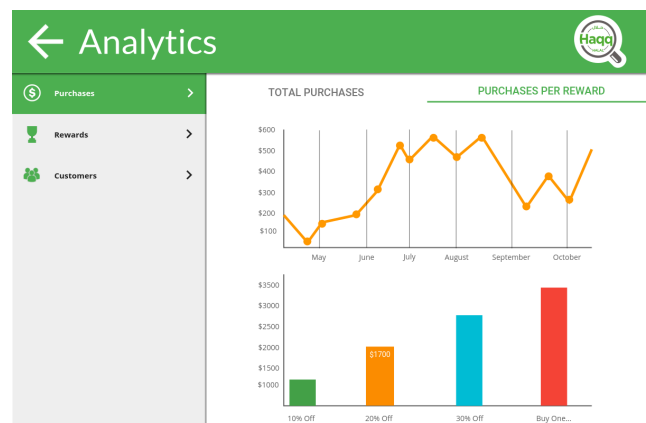 Analytics
Haqq
Purchases
Rewards
Customers
TOTAL PURCHASES
PURCHASES PER REWARD
$600
$500
$400
$300
$200
$100
May June July August September October
$3500
$3000
$2500
$2000
$1500
$1000
$1700
10% Off 20% Off 30% Off Buy One...